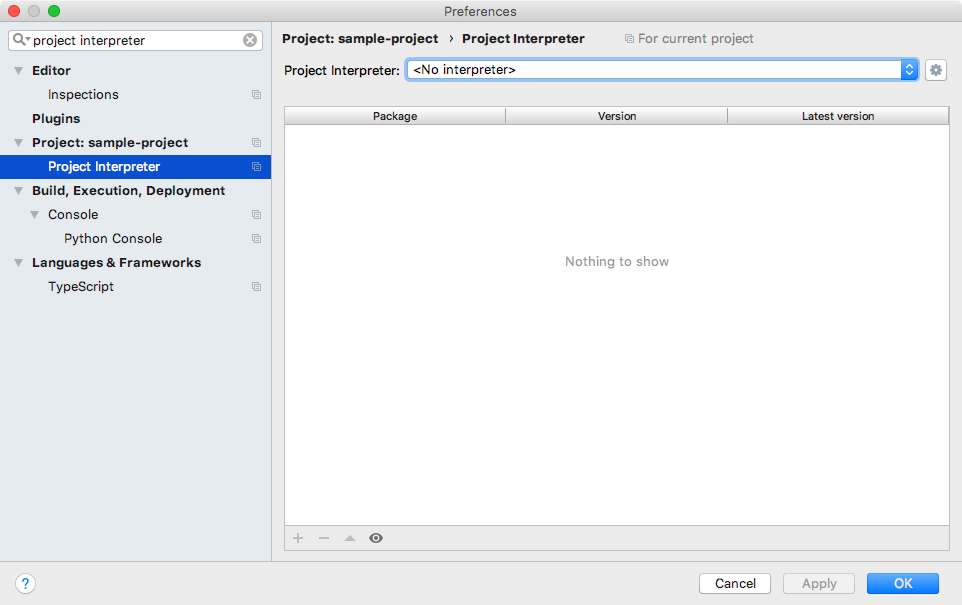 Preferences
project interpreter
Project: sample-project › Project Interpreter For current project
Editor
Inspections
Plugins
Project: sample-project
Project Interpreter
Build, Execution, Deployment
Console
Python Console
Languages & Frameworks
TypeScript
Project Interpreter: <No interpreter>
Package Version Latest version
Nothing to show
? Cancel Apply OK